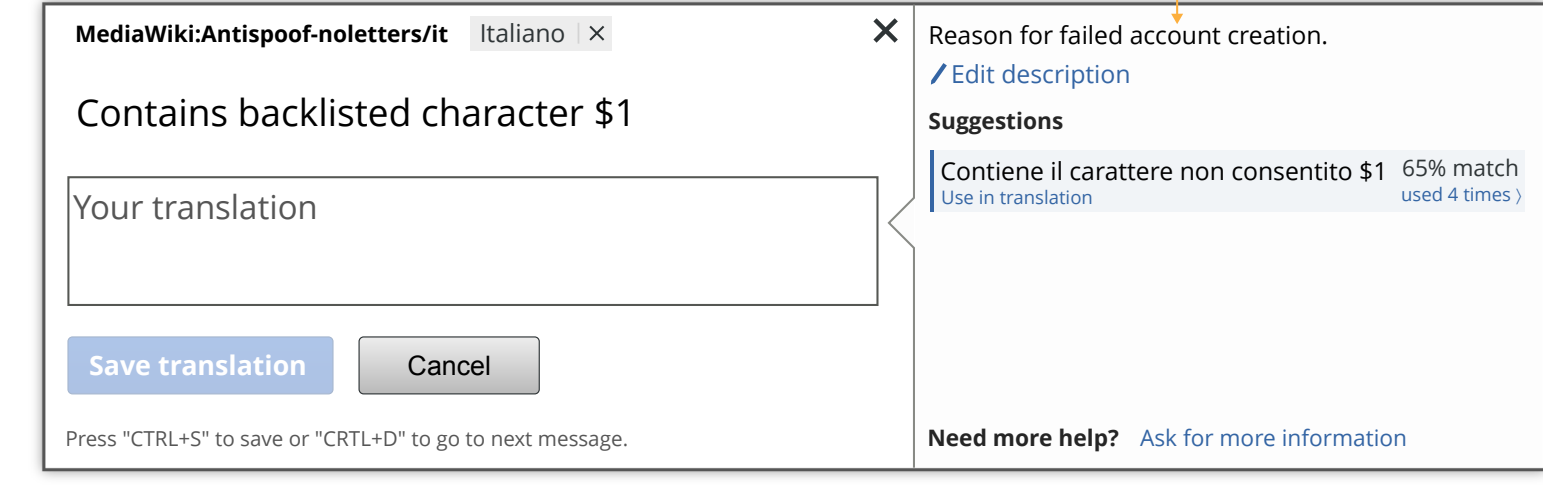 MediaWiki:Antispoof-noletters/it Italiano ×
Contains backlisted character $1
Your translation
Save translation Cancel
Press "CTRL+S" to save or "CRTL+D" to go to next message.
Reason for failed account creation.
Edit description
Suggestions
Contiene il carattere non consentito $1 65% match
Use in translation used 4 times ⟩
Need more help? Ask for more information